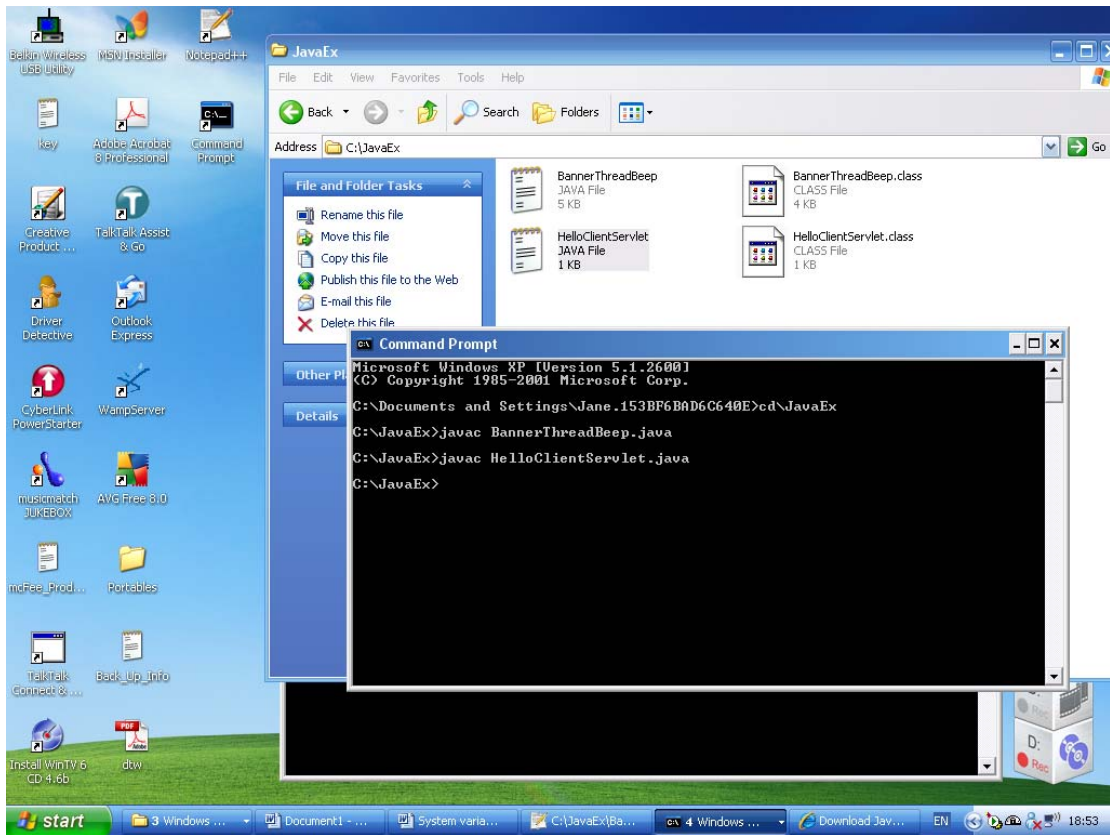 Belkin Wireless USB Utility
MSN Installer
Notepad++
key
Adobe Acrobat 8 Professional
Command Prompt
Creative Product ...
TalkTalk Assist & Go
Driver Detective
Outlook Express
CyberLink PowerStarter
WampServer
musicmatch JUKEBOX
AVG Free 8.0
mcFee_Prod...
Portables
TalkTalk Connect & ...
Back_Up_Info
Install WinTV 6 CD 4.6b
dtw
JavaEx
File Edit View Favorites Tools Help
Back Search Folders
Address C:\JavaEx Go
File and Folder Tasks
Rename this file
Move this file
Copy this file
Publish this file to the Web
E-mail this file
Delete this file
Other Pl
Details
BannerThreadBeep
JAVA File
5 KB
BannerThreadBeep.class
CLASS File
4 KB
HelloClientServlet
JAVA File
1 KB
HelloClientServlet.class
CLASS File
1 KB
Command Prompt
Microsoft Windows XP [Version 5.1.2600]
(C) Copyright 1985-2001 Microsoft Corp.
C:\Documents and Settings\Jane.153BF6BAD6C640E>cd\JavaEx
C:\JavaEx>javac BannerThreadBeep.java
C:\JavaEx>javac HelloClientServlet.java
C:\JavaEx>
Rec
D:
Rec
start 3 Windows ... Document1 - ... System varia... C:\JavaEx\Ba... 4 Windows ... Download Jav... EN 18:53